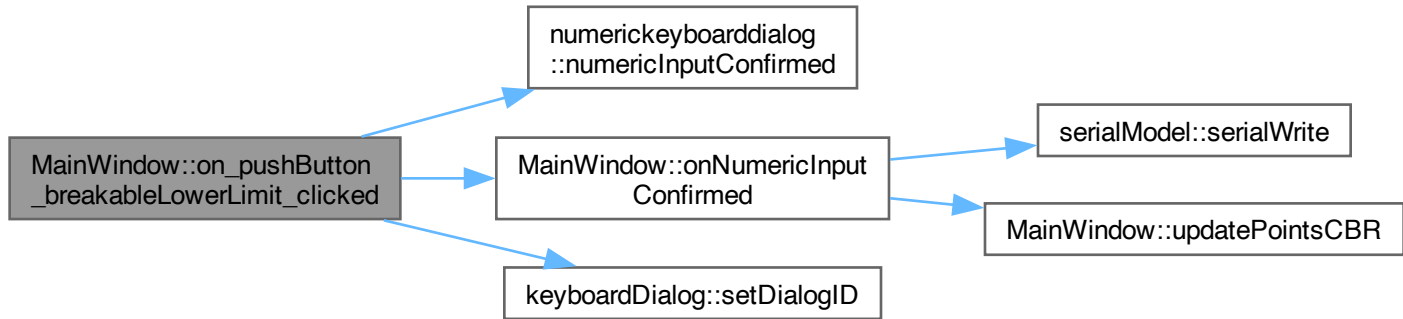 numerickeyboarddialog
::numericInputConfirmed
MainWindow::on_pushButton
_breakableLowerLimit_clicked
MainWindow::onNumericInput
Confirmed
keyboardDialog::setDialogID
serialModel::serialWrite
MainWindow::updatePointsCBR